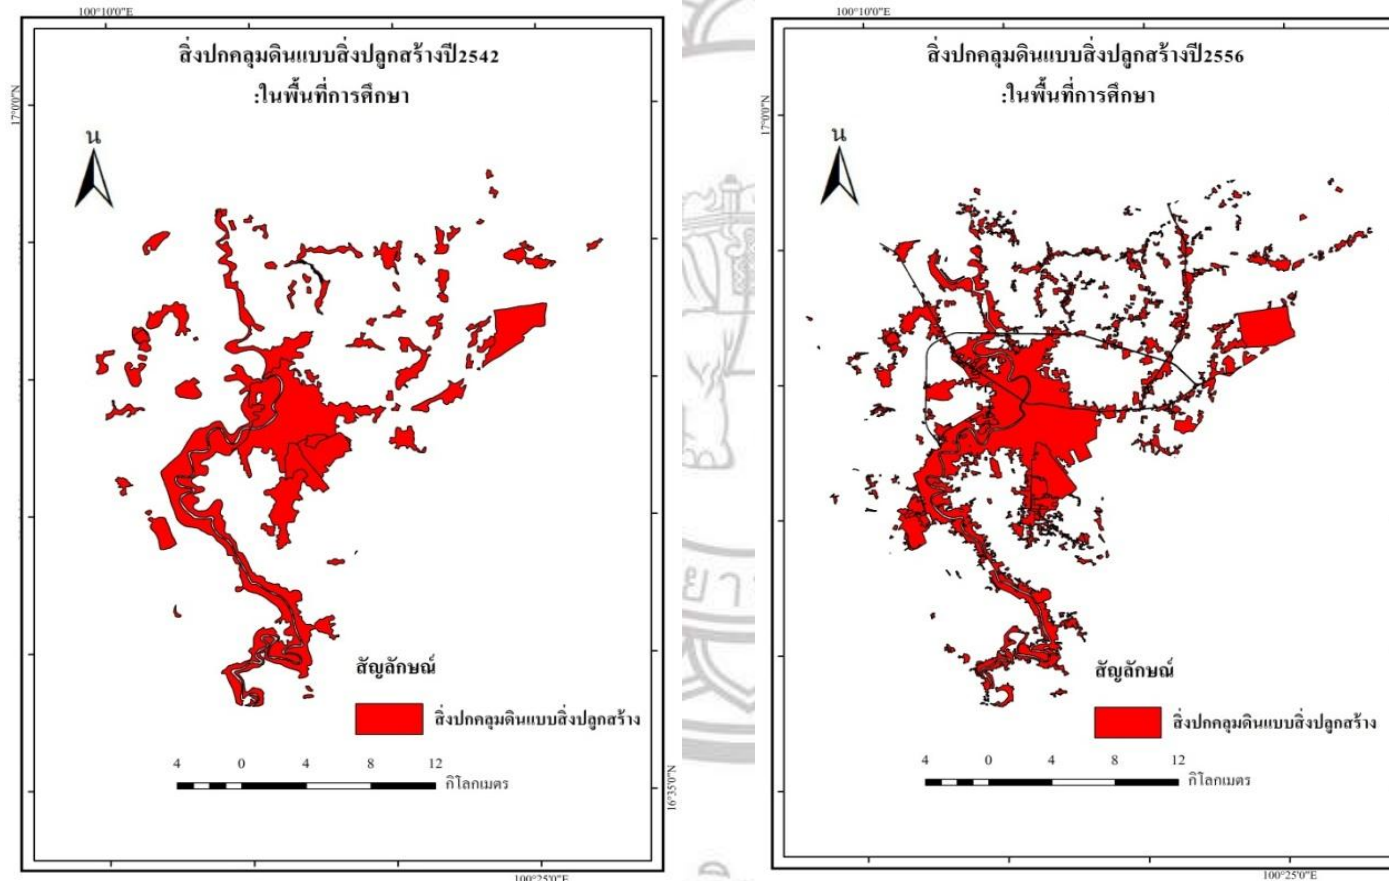 100°10'0"E
สิ่งปกคลุมดินแบบสิ่งปลูกสร้างปี2542
:ในพื้นที่การศึกษา
17°0'0"N
น
สัญลักษณ์
สิ่งปกคลุมดินแบบสิ่งปลูกสร้าง
4 0 4 8 12
กิโลเมตร
16°35'0"N
100°25'0"E
100°10'0"E
สิ่งปกคลุมดินแบบสิ่งปลูกสร้างปี2556
:ในพื้นที่การศึกษา
17°0'0"N
น
สัญลักษณ์
สิ่งปกคลุมดินแบบสิ่งปลูกสร้าง
4 0 4 8 12
กิโลเมตร
100°25'0"E